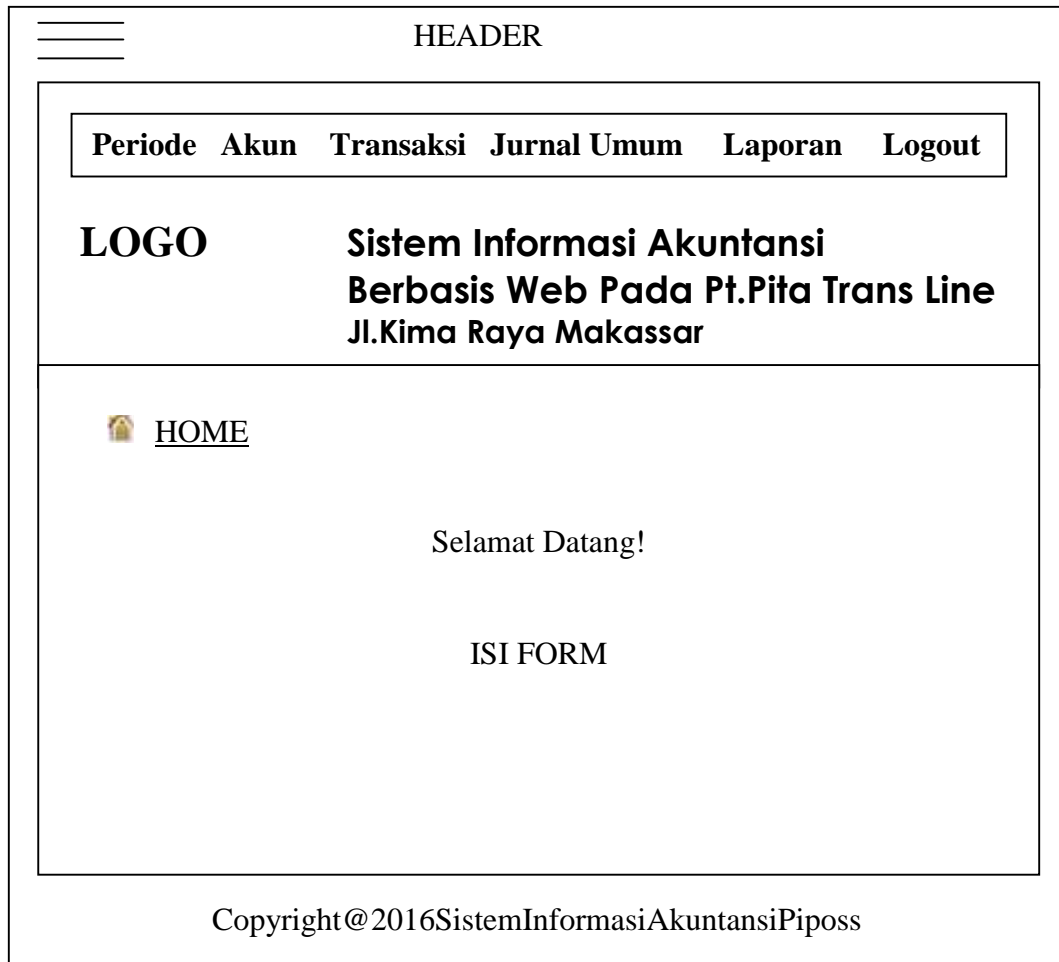 HEADER
Periode Akun Transaksi Jurnal Umum Laporan Logout
LOGO
Sistem Informasi Akuntansi
Berbasis Web Pada Pt.Pita Trans Line
Jl.Kima Raya Makassar
HOME
Selamat Datang!
ISI FORM
Copyright@2016SistemInformasiAkuntansiPiposs